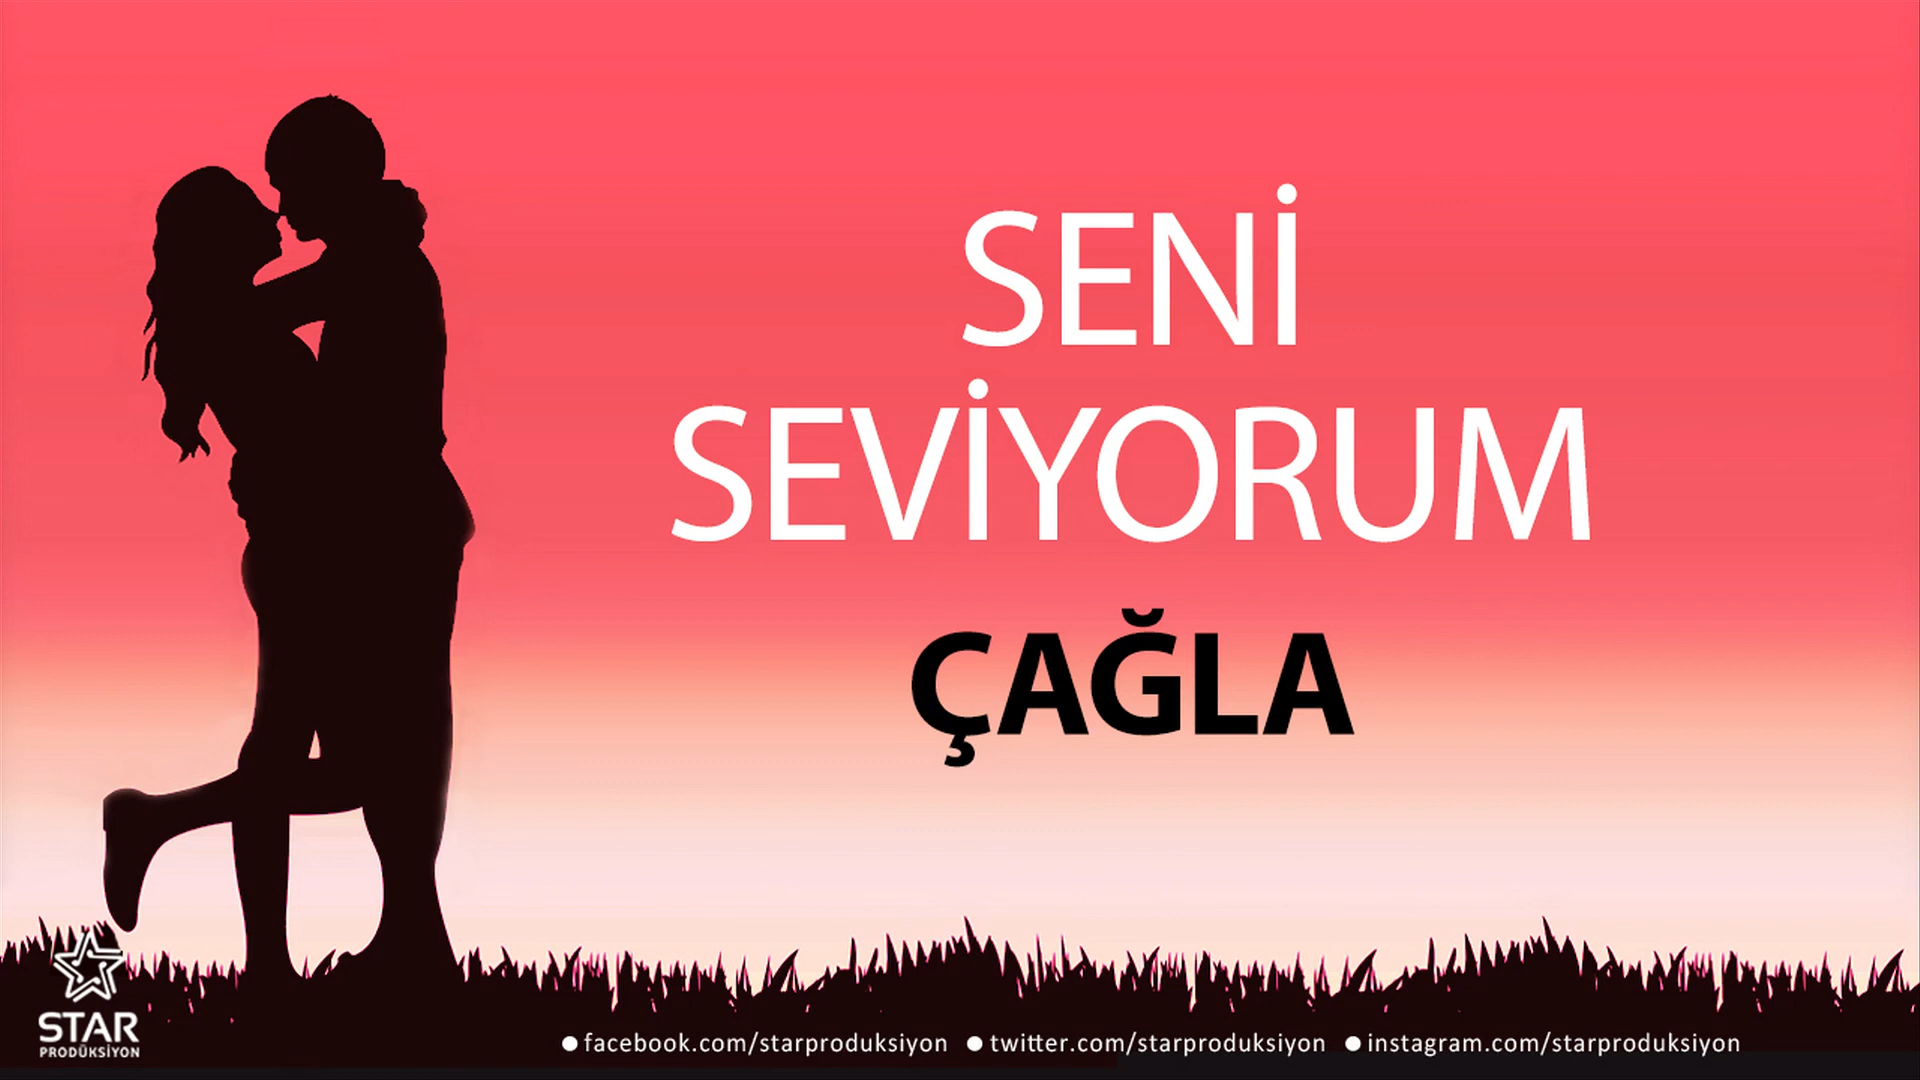 SENİ
SEVİYORUM
ÇAĞLA
STAR
PRODÜKSİYON
●facebook.com/starproduksiyon ●twitter.com/starproduksiyon ●instagram.com/starproduksiyon